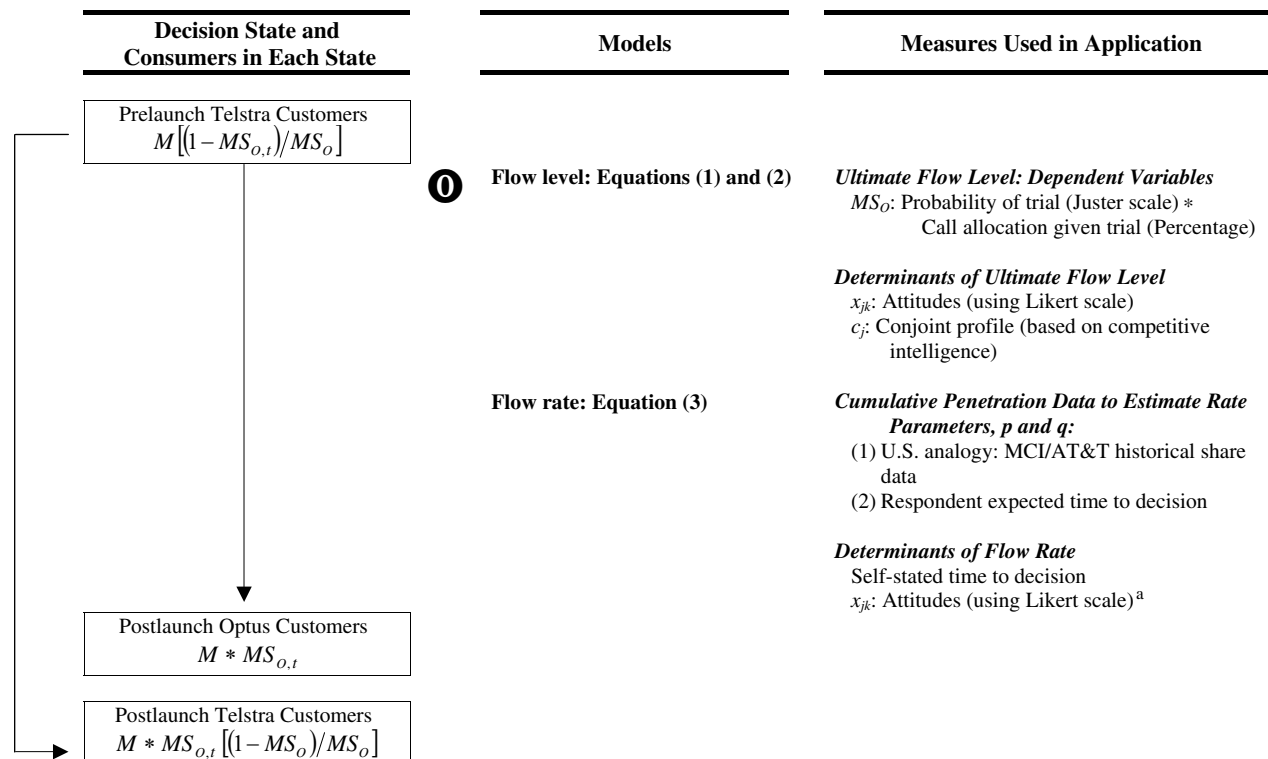 Decision State and
Consumers in Each State
Models
Measures Used in Application
Prelaunch Telstra Customers
M[(1 − MS_{O,t})/MS_O]
⓿ Flow level: Equations (1) and (2)
Ultimate Flow Level: Dependent Variables
MS_O: Probability of trial (Juster scale) *
Call allocation given trial (Percentage)
Determinants of Ultimate Flow Level
x_{jk}: Attitudes (using Likert scale)
c_j: Conjoint profile (based on competitive
intelligence)
Flow rate: Equation (3)
Cumulative Penetration Data to Estimate Rate
Parameters, p and q:
(1) U.S. analogy: MCI/AT&T historical share
data
(2) Respondent expected time to decision
Determinants of Flow Rate
Self-stated time to decision
x_{jk}: Attitudes (using Likert scale)^a
Postlaunch Optus Customers
M * MS_{O,t}
Postlaunch Telstra Customers
M * MS_{O,t} [(1 − MS_O)/MS_O]